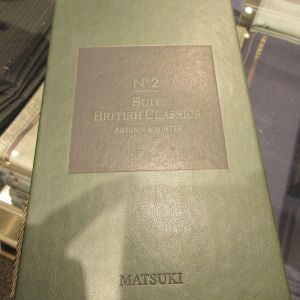 Nº2
SUIT
BRITISH CLASSICS
AUTUMN & WINTER
MATSUKI